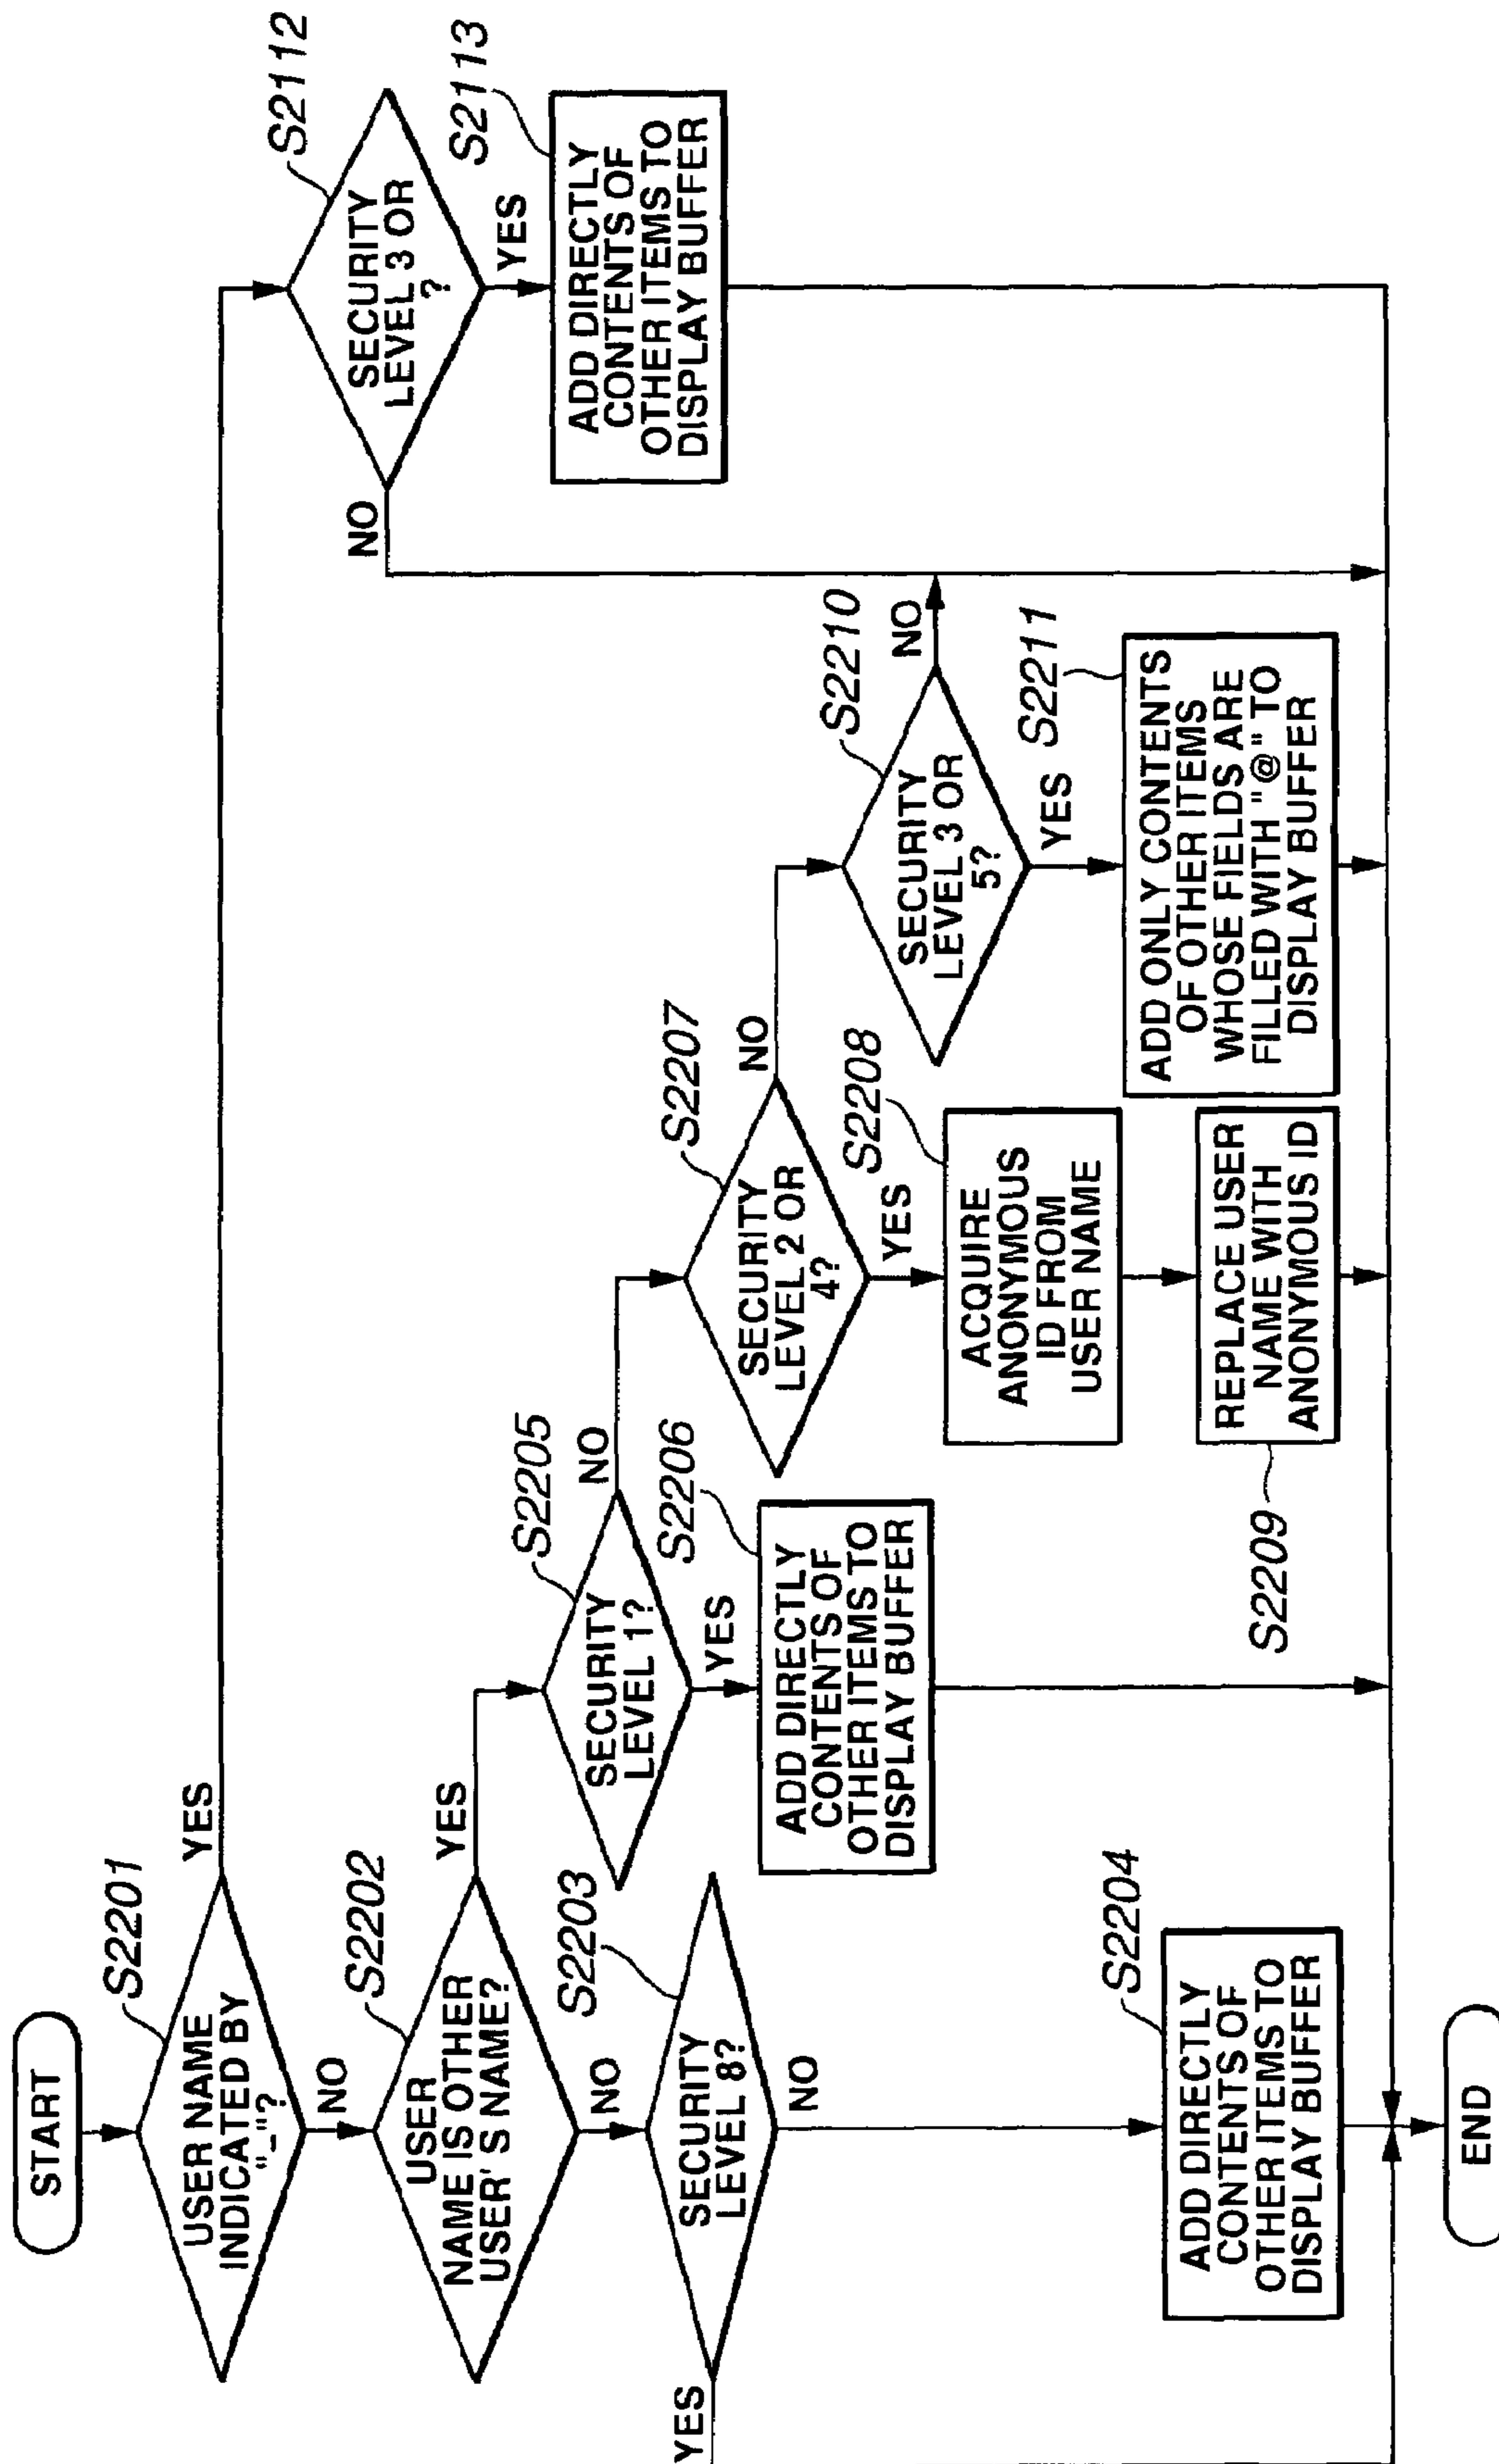 START
S2201
USER NAME
INDICATED BY
"-"?
YES
NO
S2202
USER
NAME IS OTHER
USER'S NAME?
YES
NO
S2203
SECURITY
LEVEL 8?
YES
NO
S2204
ADD DIRECTLY
CONTENTS OF
OTHER ITEMS TO
DISPLAY BUFFER
END
S2205
SECURITY
LEVEL 1?
NO
YES
S2206
ADD DIRECTLY
CONTENTS OF
OTHER ITEMS TO
DISPLAY BUFFER
S2207
SECURITY
LEVEL 2 OR
4?
NO
YES
S2208
ACQUIRE
ANONYMOUS
ID FROM
USER NAME
REPLACE USER
NAME WITH
ANONYMOUS ID
S2209
S2210
SECURITY
LEVEL 3 OR
5?
NO
YES
S2211
ADD ONLY CONTENTS
OF OTHER ITEMS
WHOSE FIELDS ARE
FILLED WITH "@" TO
DISPLAY BUFFER
S2112
SECURITY
LEVEL 3 OR
?
NO
YES
S2113
ADD DIRECTLY
CONTENTS OF
OTHER ITEMS TO
DISPLAY BUFFER